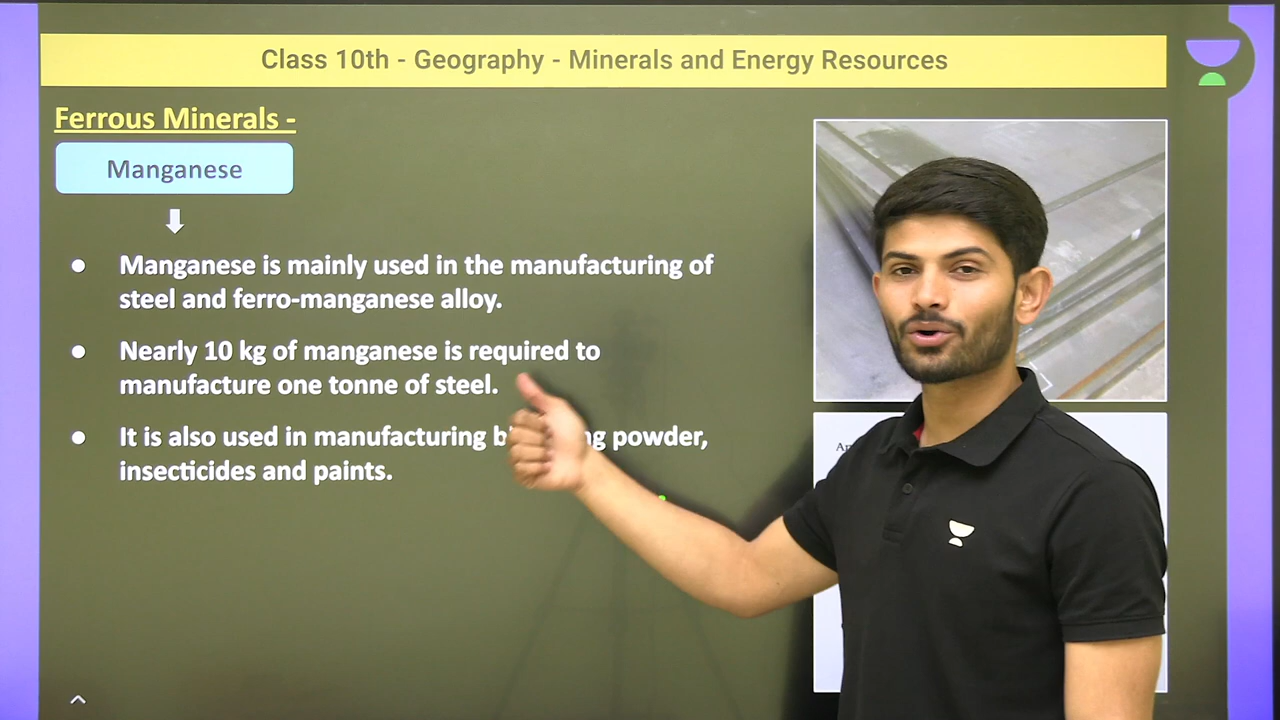 Class 10th - Geography - Minerals and Energy Resources
Ferrous Minerals -
Manganese
● Manganese is mainly used in the manufacturing of
steel and ferro-manganese alloy.
● Nearly 10 kg of manganese is required to
manufacture one tonne of steel.
● It is also used in manufacturing powder,
insecticides and paints.